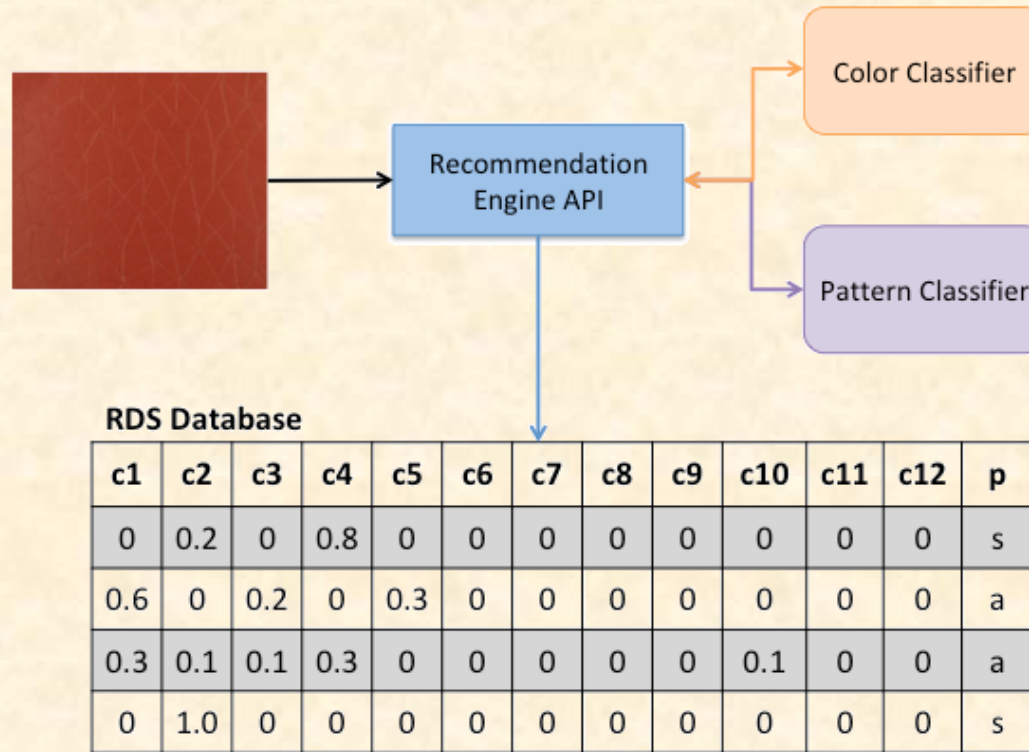 Color Classifier
Recommendation
Engine API
Pattern Classifier
RDS Database
c1 c2 c3 c4 c5 c6 c7 c8 c9 c10 c11 c12 p
0 0.2 0 0.8 0 0 0 0 0 0 0 0 s
0.6 0 0.2 0 0.3 0 0 0 0 0 0 0 a
0.3 0.1 0.1 0.3 0 0 0 0 0 0.1 0 0 a
0 1.0 0 0 0 0 0 0 0 0 0 0 s